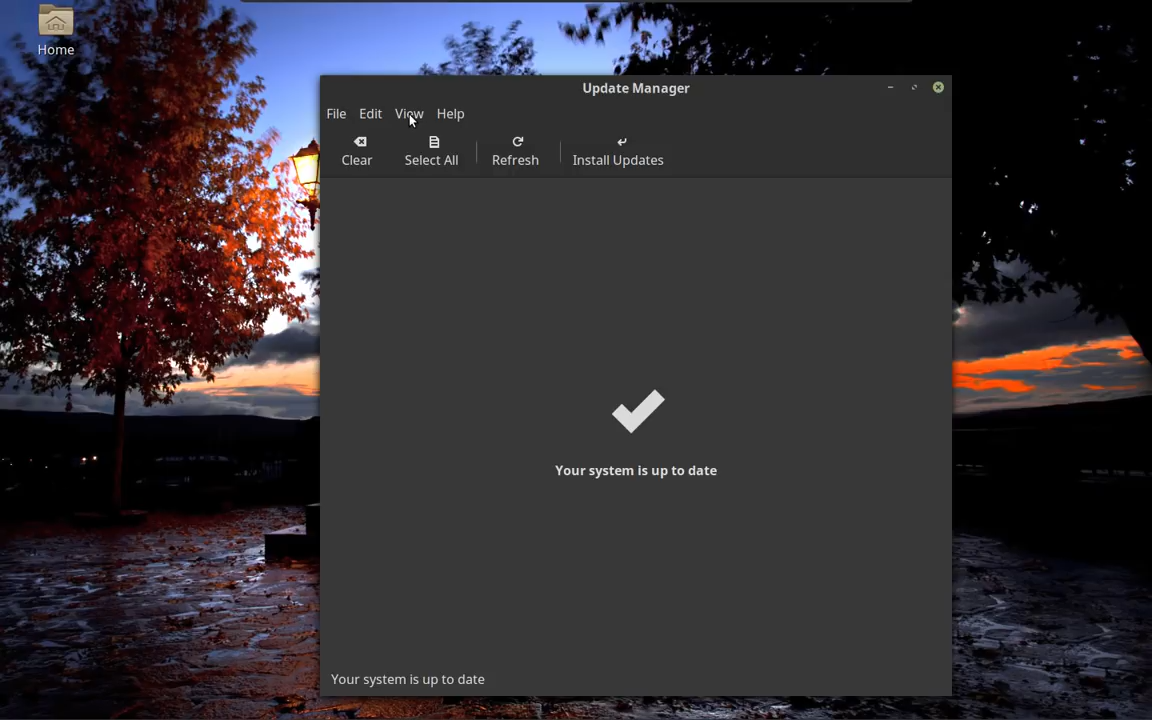 Home
Update Manager
File Edit View Help
Clear Select All Refresh Install Updates
Your system is up to date
Your system is up to date